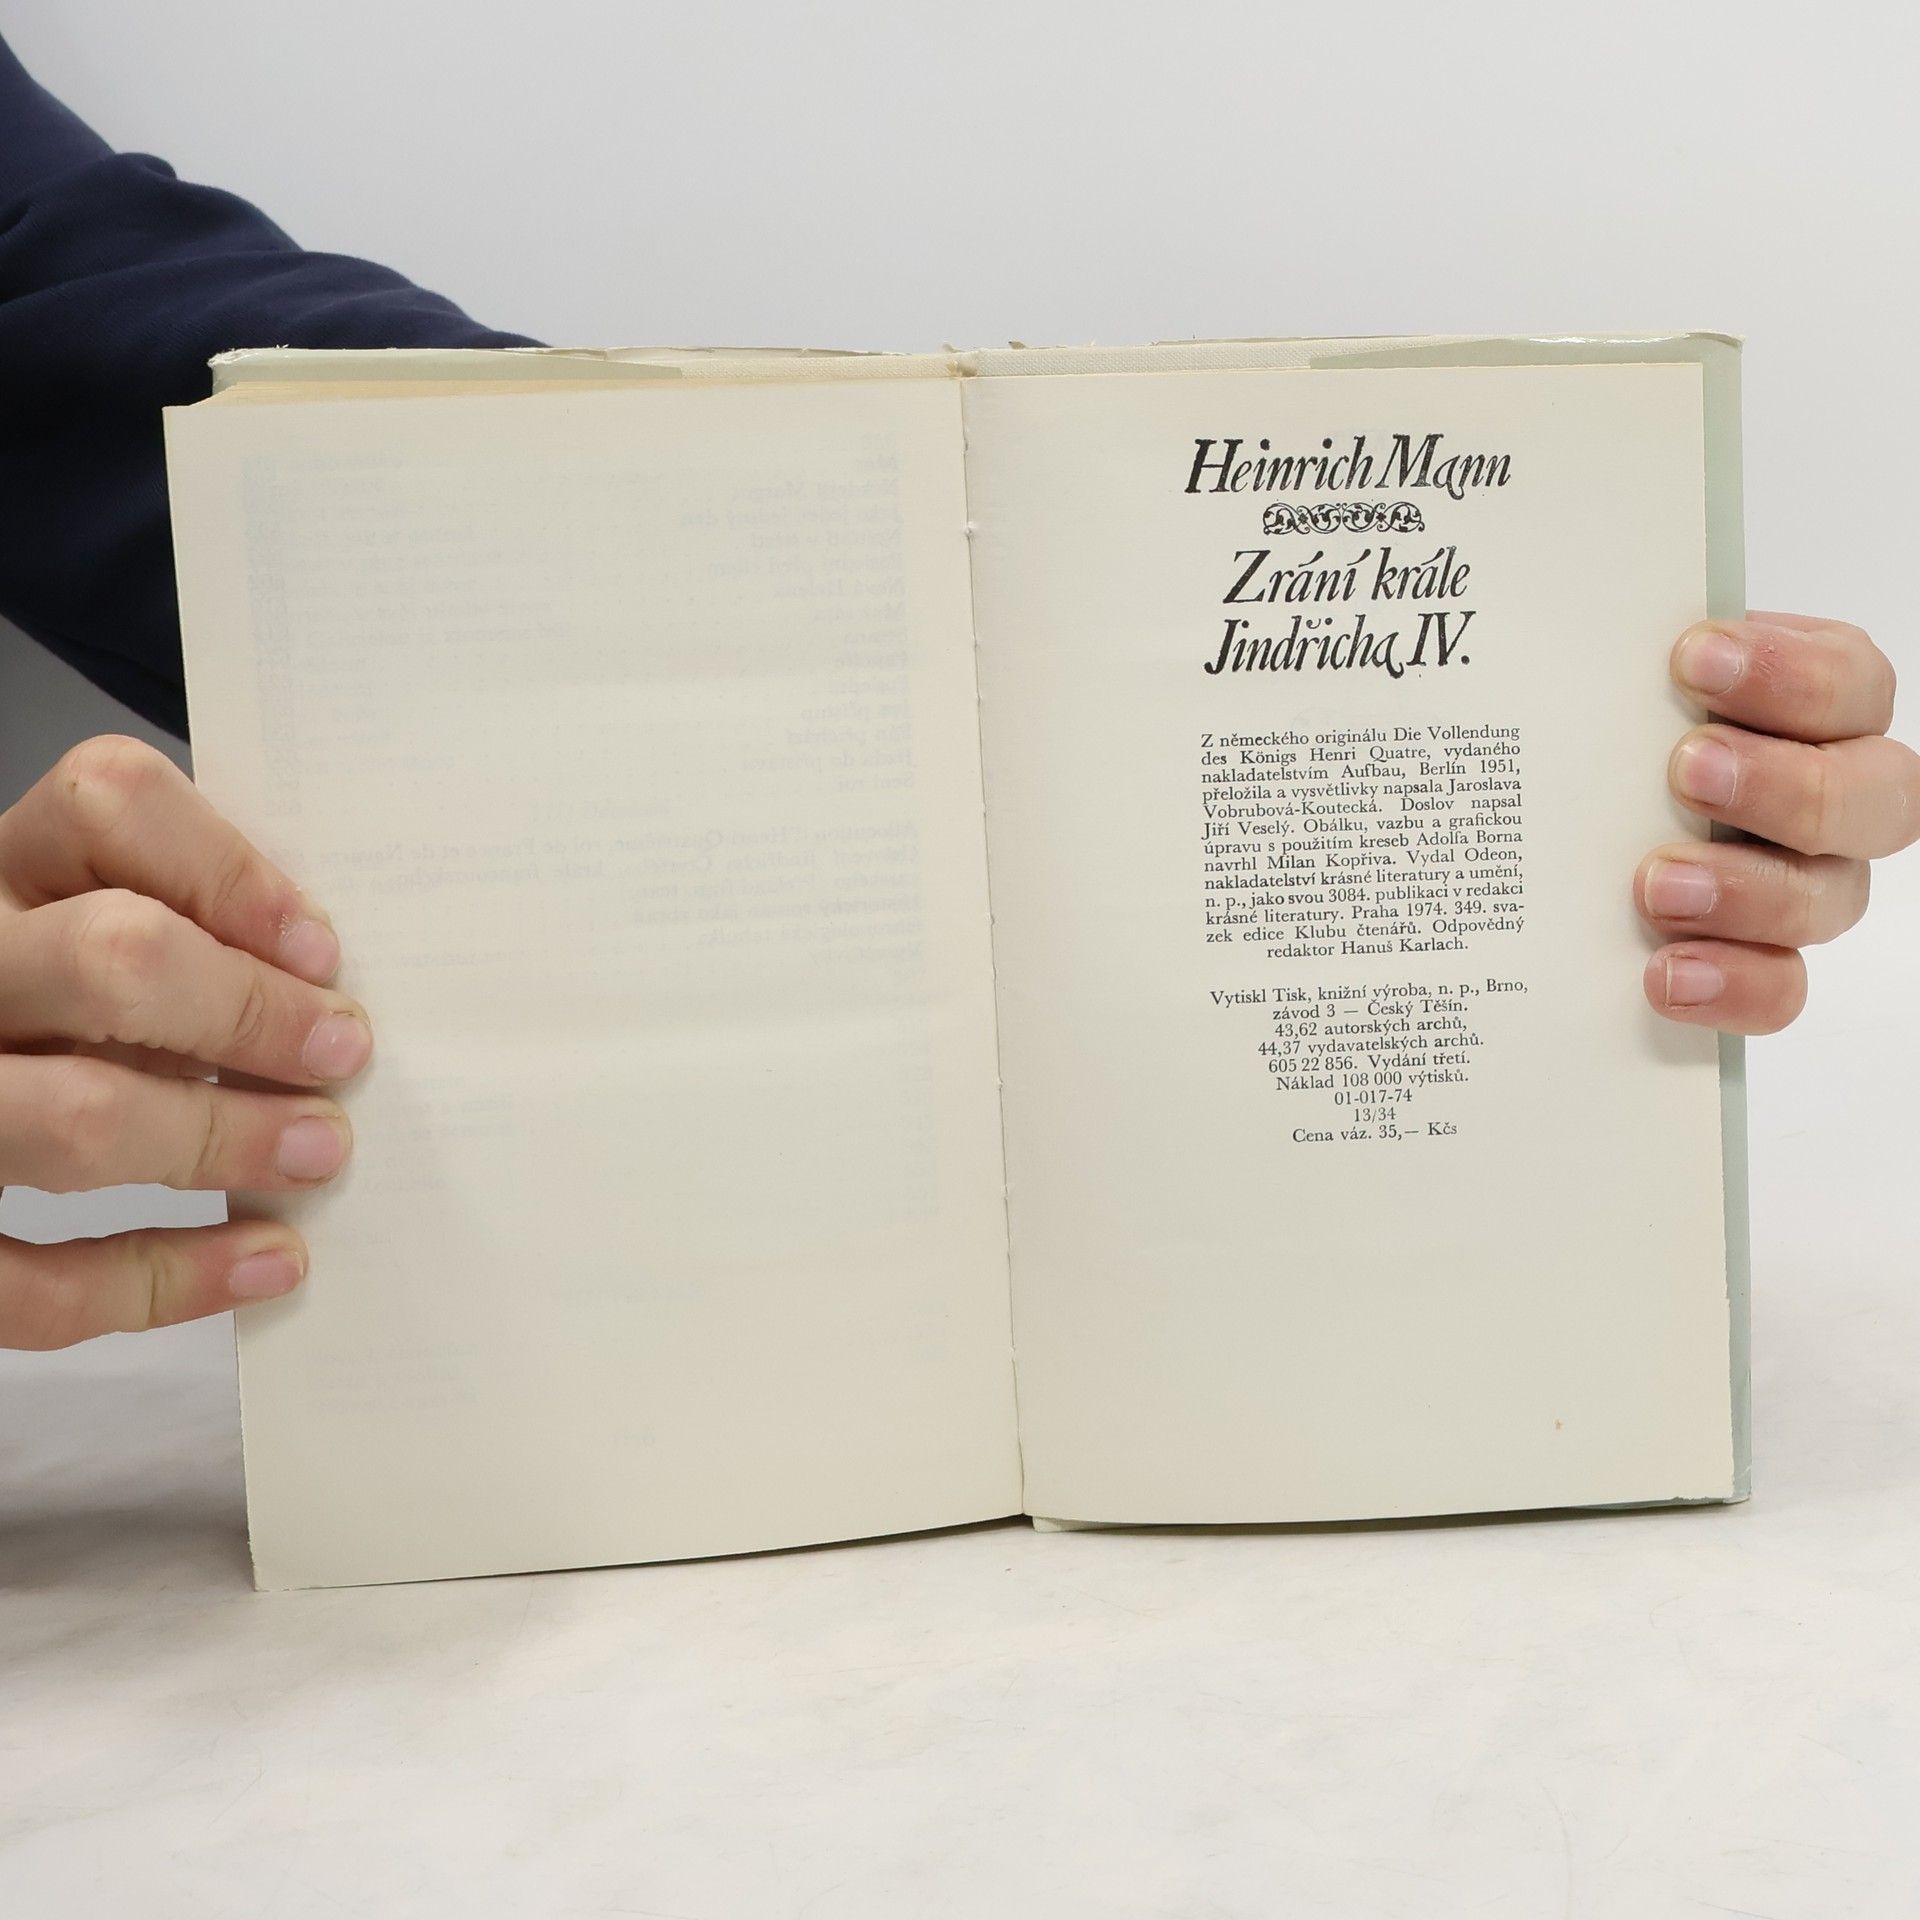 Heinrich Mann
Zrání krále
Jindřicha IV.
Z německého originálu Die Vollendung
des Königs Henri Quatre, vydaného
nakladatelstvím Aufbau, Berlín 1951,
přeložila a vysvětlivky napsala Jaroslava
Vobrubová-Koutecká. Doslov napsal
Jiří Veselý. Obálku, vazbu a grafickou
úpravu s použitím kreseb Adolfa Borna
navrhl Milan Kopřiva. Vydal Odeon,
nakladatelství krásné literatury a umění,
n. p., jako svou 3084. publikaci v redakci
krásné literatury. Praha 1974. 349. sva-
zek edice Klubu čtenářů. Odpovědný
redaktor Hanuš Karlach.
Vytiskl Tisk, knižní výroba, n. p., Brno,
závod 3 — Český Těšín.
43,62 autorských archů,
44,37 vydavatelských archů.
605 22 856. Vydání třetí.
Náklad 108 000 výtisků.
01-017-74
13/34
Cena váz. 35,— Kčs